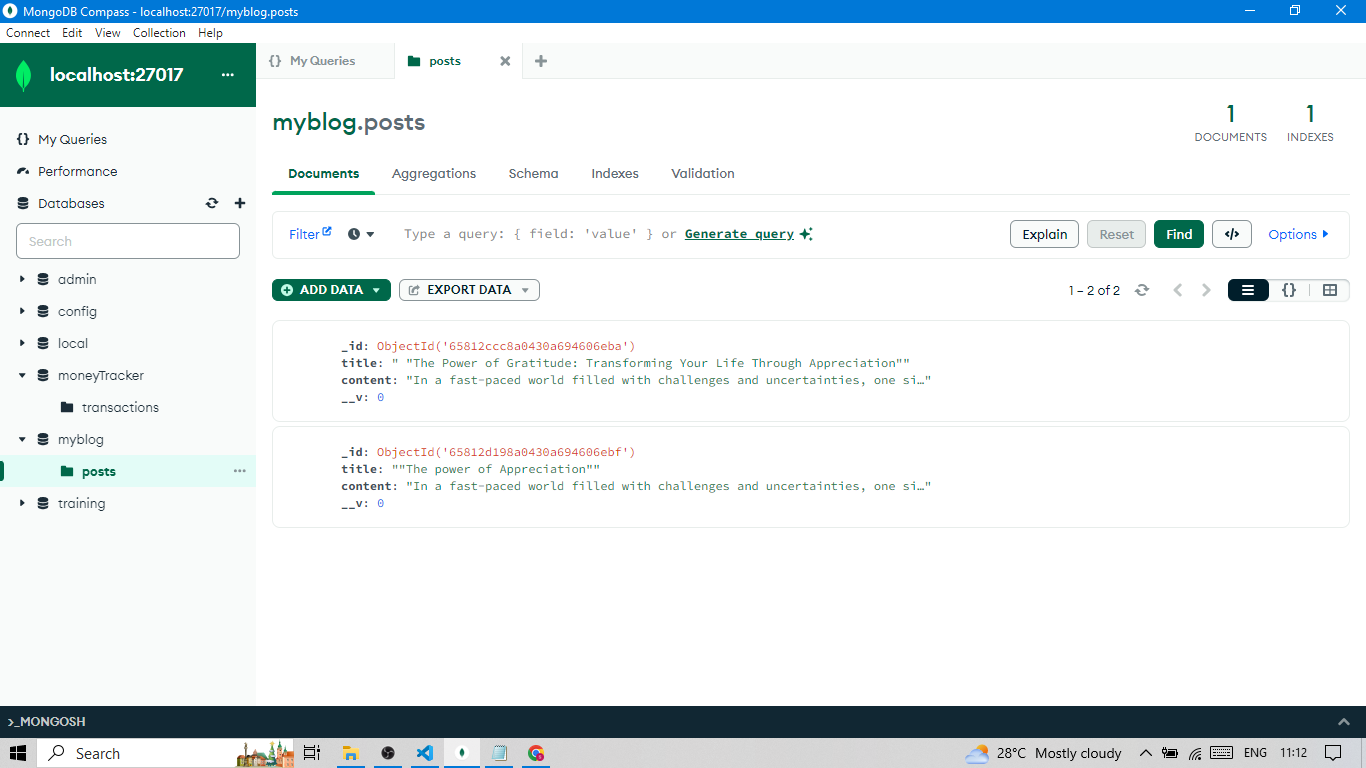 MongoDB Compass - localhost:27017/myblog.posts
Connect Edit View Collection Help
localhost:27017 ...
{} My Queries
posts
myblog.posts
1 DOCUMENTS
1 INDEXES
{} My Queries
Performance
Databases
Search
admin
config
local
moneyTracker
transactions
myblog
posts ...
training
Documents Aggregations Schema Indexes Validation
Filter Type a query: { field: 'value' } or Generate query Explain Reset Find </> Options
ADD DATA EXPORT DATA 1 – 2 of 2 {}
_id: ObjectId('65812ccc8a0430a694606eba')
title: " "The Power of Gratitude: Transforming Your Life Through Appreciation""
content: "In a fast-paced world filled with challenges and uncertainties, one si…"
__v: 0
_id: ObjectId('65812d198a0430a694606ebf')
title: ""The power of Appreciation""
content: "In a fast-paced world filled with challenges and uncertainties, one si…"
__v: 0
>_MONGOSH
Search 28°C Mostly cloudy ENG 11:12